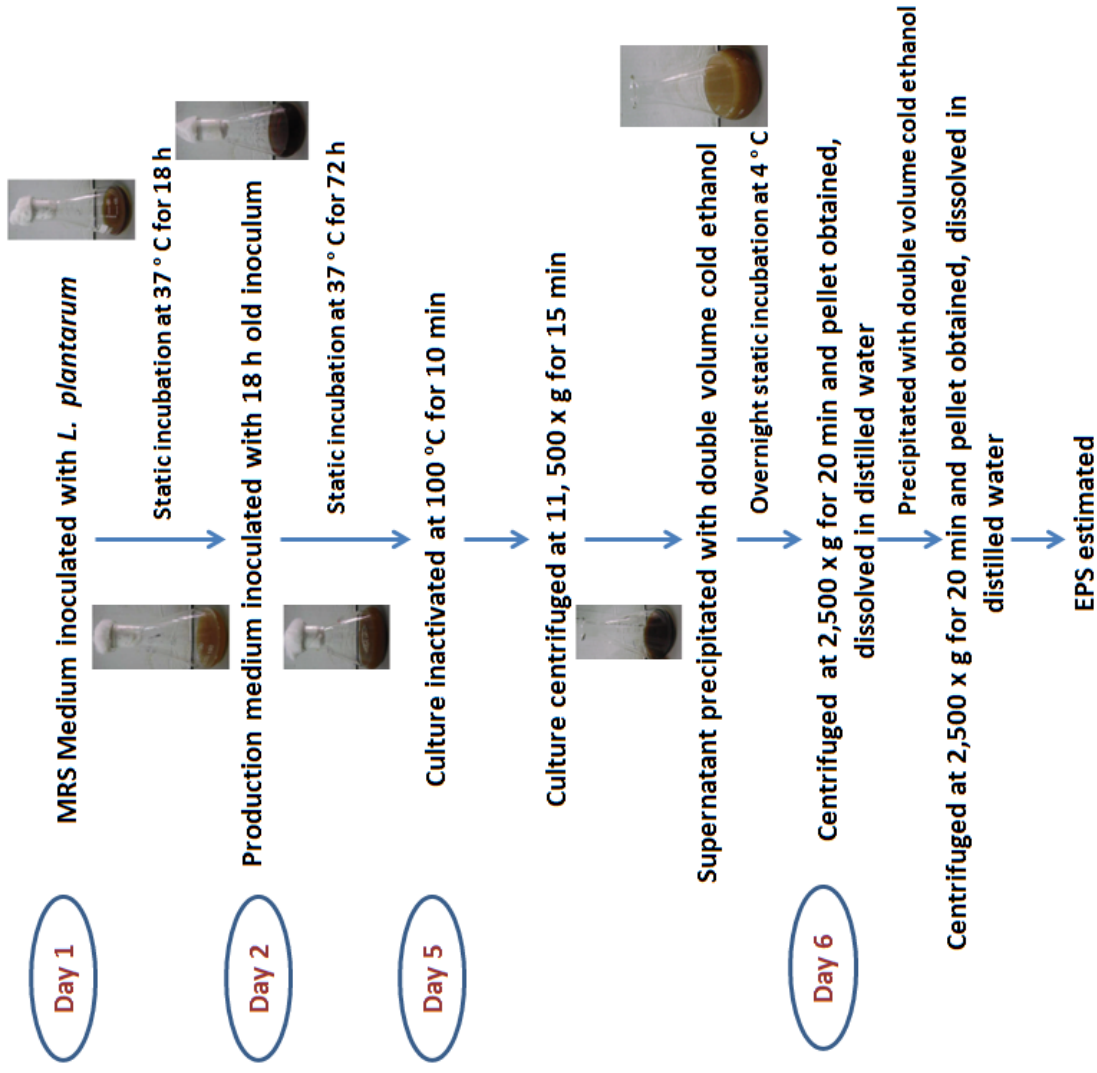 Day 1
MRS Medium inoculated with L. plantarum
Static incubation at 37 ° C for 18 h
Day 2
Production medium inoculated with 18 h old inoculum
Static incubation at 37 ° C for 72 h
Day 5
Culture inactivated at 100 °C for 10 min
Culture centrifuged at 11, 500 x g for 15 min
Supernatant precipitated with double volume cold ethanol
Overnight static incubation at 4 ° C
Day 6
Centrifuged at 2,500 x g for 20 min and pellet obtained,
dissolved in distilled water
Precipitated with double volume cold ethanol
Centrifuged at 2,500 x g for 20 min and pellet obtained, dissolved in
distilled water
EPS estimated